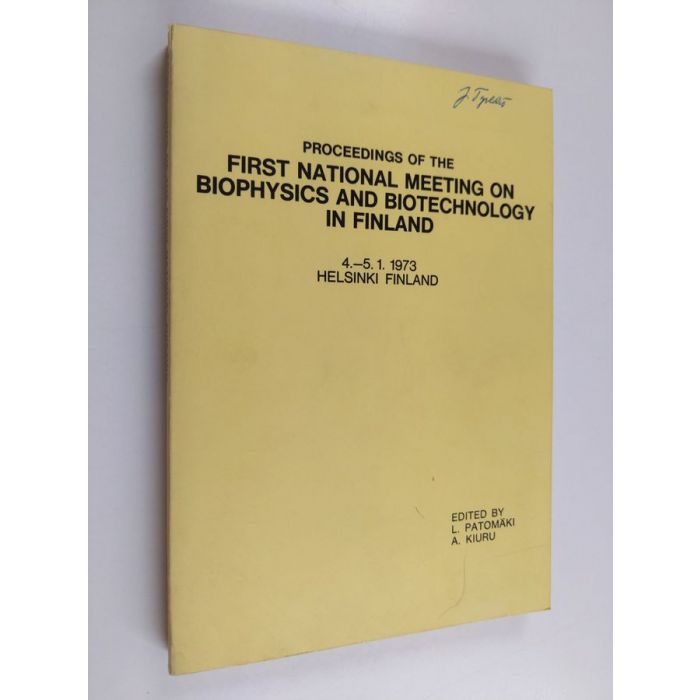 PROCEEDINGS OF THE
FIRST NATIONAL MEETING ON
BIOPHYSICS AND BIOTECHNOLOGY
IN FINLAND
4.—5. 1. 1973
HELSINKI FINLAND
EDITED BY
L. PATOMÄKI
A. KIURU